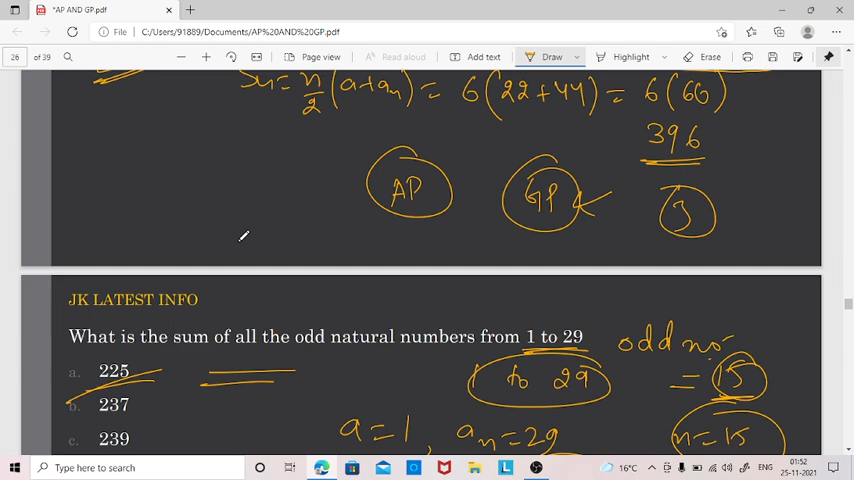 *AP AND GP.pdf
File C:/Users/91889/Documents/AP%20AND%20GP.pdf
26 of 39 Page view Read aloud Add text Draw Highlight Erase
Sn = n/2 (a+an) = 6(22+44) = 6(66)
396
AP GP 3
JK LATEST INFO
What is the sum of all the odd natural numbers from 1 to 29
odd no
a. 225
1 to 29 = 15
b. 237
c. 239
a = 1, an = 29 n = 15
Type here to search
16°C ENG 01:52 25-11-2021